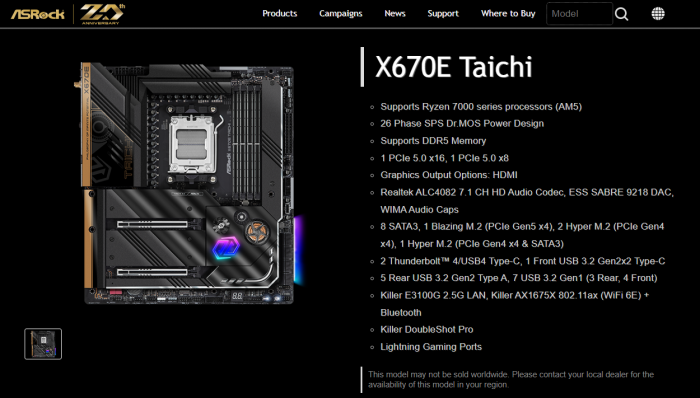 ASRock 20th ANNIVERSARY
Products Campaigns News Support Where to Buy Model
X670E Taichi
Supports Ryzen 7000 series processors (AM5)
26 Phase SPS Dr.MOS Power Design
Supports DDR5 Memory
1 PCIe 5.0 x16, 1 PCIe 5.0 x8
Graphics Output Options: HDMI
Realtek ALC4082 7.1 CH HD Audio Codec, ESS SABRE 9218 DAC,
WIMA Audio Caps
8 SATA3, 1 Blazing M.2 (PCIe Gen5 x4), 2 Hyper M.2 (PCIe Gen4
x4), 1 Hyper M.2 (PCIe Gen4 x4 & SATA3)
2 Thunderbolt™ 4/USB4 Type-C, 1 Front USB 3.2 Gen2x2 Type-C
5 Rear USB 3.2 Gen2 Type A, 7 USB 3.2 Gen1 (3 Rear, 4 Front)
Killer E3100G 2.5G LAN, Killer AX1675X 802.11ax (WiFi 6E) +
Bluetooth
Killer DoubleShot Pro
Lightning Gaming Ports
This model may not be sold worldwide. Please contact your local dealer for the
availability of this model in your region.
X670E
TAICHI
ASRock